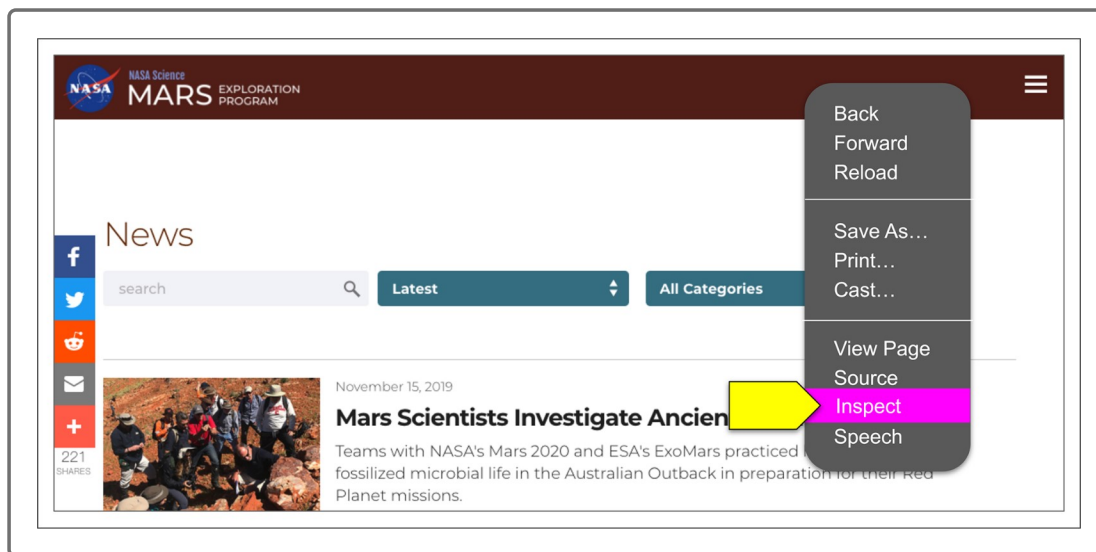 NASA
NASA Science
MARS EXPLORATION PROGRAM
Back
Forward
Reload
Save As...
Print...
Cast...
View Page
Source
Inspect
Speech
News
search
Latest
All Categories
221
SHARES
November 15, 2019
Mars Scientists Investigate Ancien
Teams with NASA's Mars 2020 and ESA's ExoMars practiced
fossilized microbial life in the Australian Outback in preparation for their Red
Planet missions.